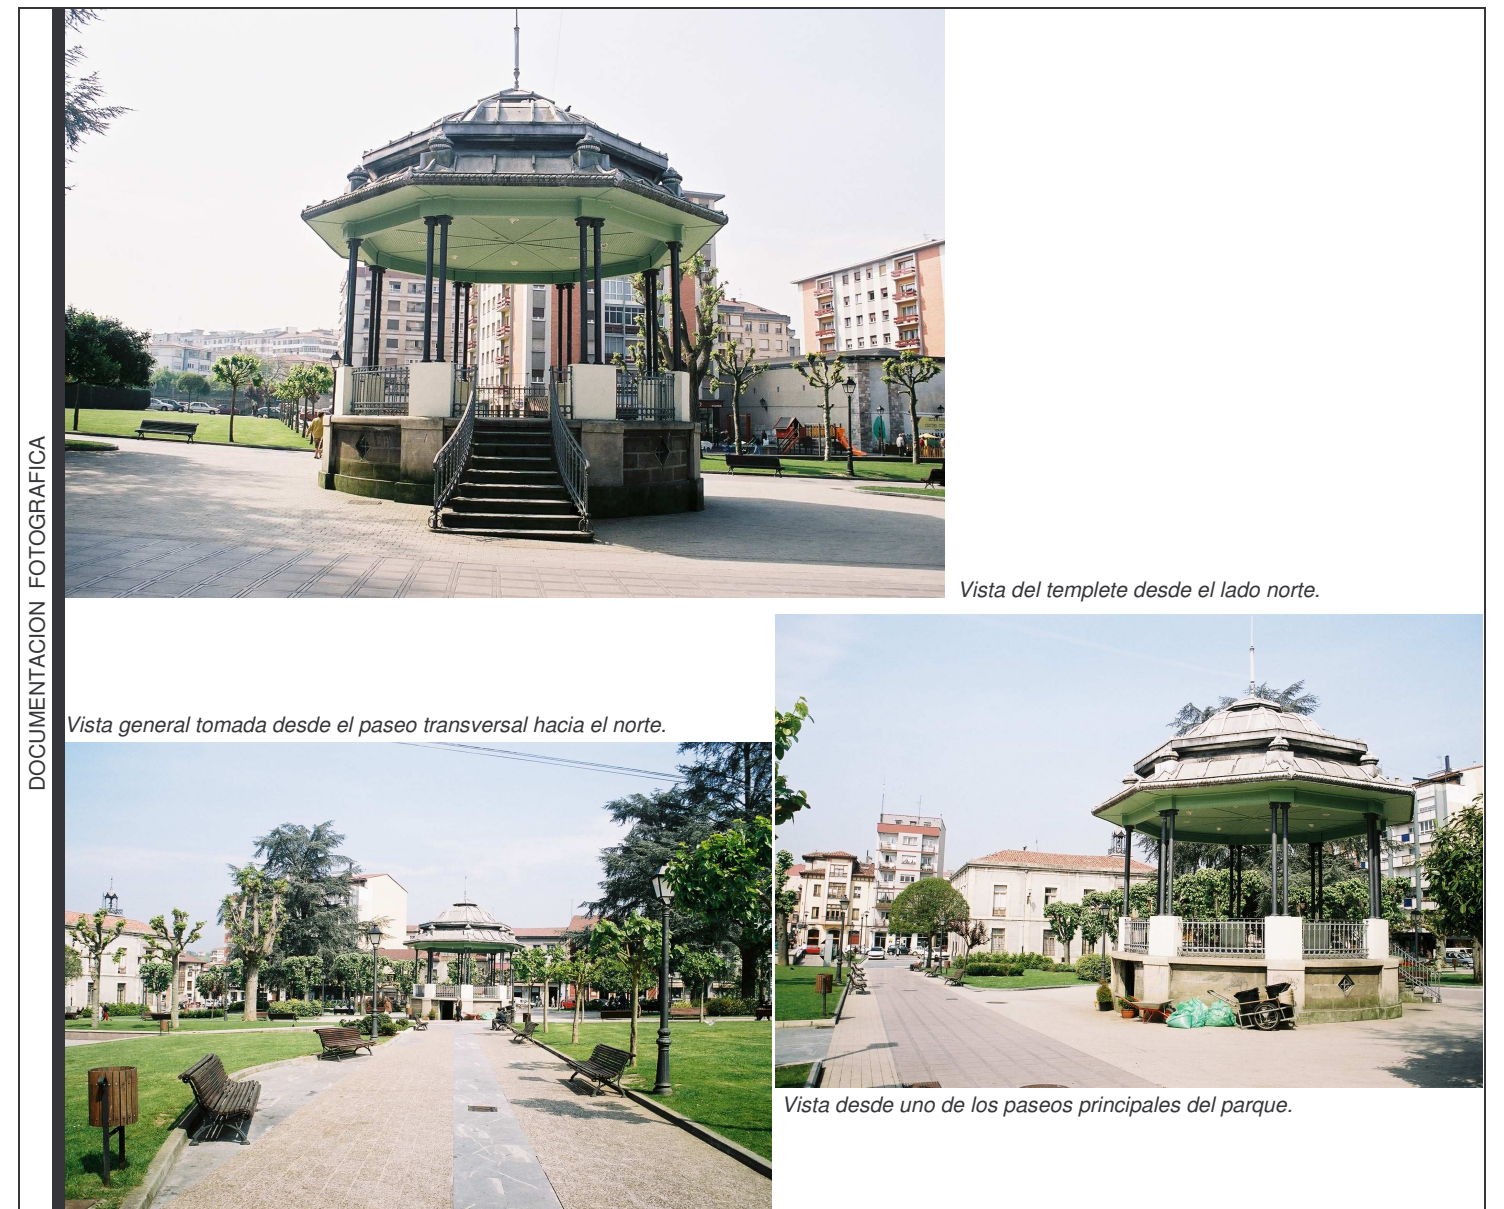 DOCUMENTACION FOTOGRAFICA
Vista del templete desde el lado norte.
Vista general tomada desde el paseo transversal hacia el norte.
Vista desde uno de los paseos principales del parque.